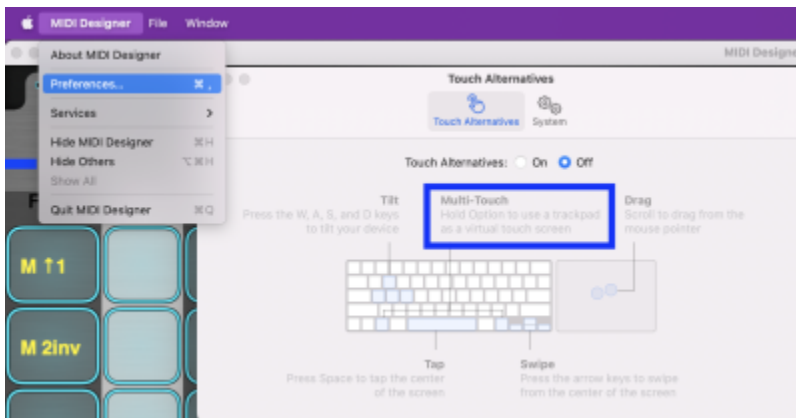 MIDI Designer File Window
MIDI Designe
About MIDI Designer
Preferences... ⌘ ,
Services >
Hide MIDI Designer ⌘H
Hide Others ⌥⌘H
Show All
Quit MIDI Designer ⌘Q
Touch Alternatives
Touch Alternatives System
Touch Alternatives: On Off
Tilt
Press the W, A, S, and D keys
to tilt your device
Multi-Touch
Hold Option to use a trackpad
as a virtual touch screen
Drag
Scroll to drag from the
mouse pointer
Tap
Press Space to tap the center
of the screen
Swipe
Press the arrow keys to swipe
from the center of the screen
F
M ↑1
M 2inv